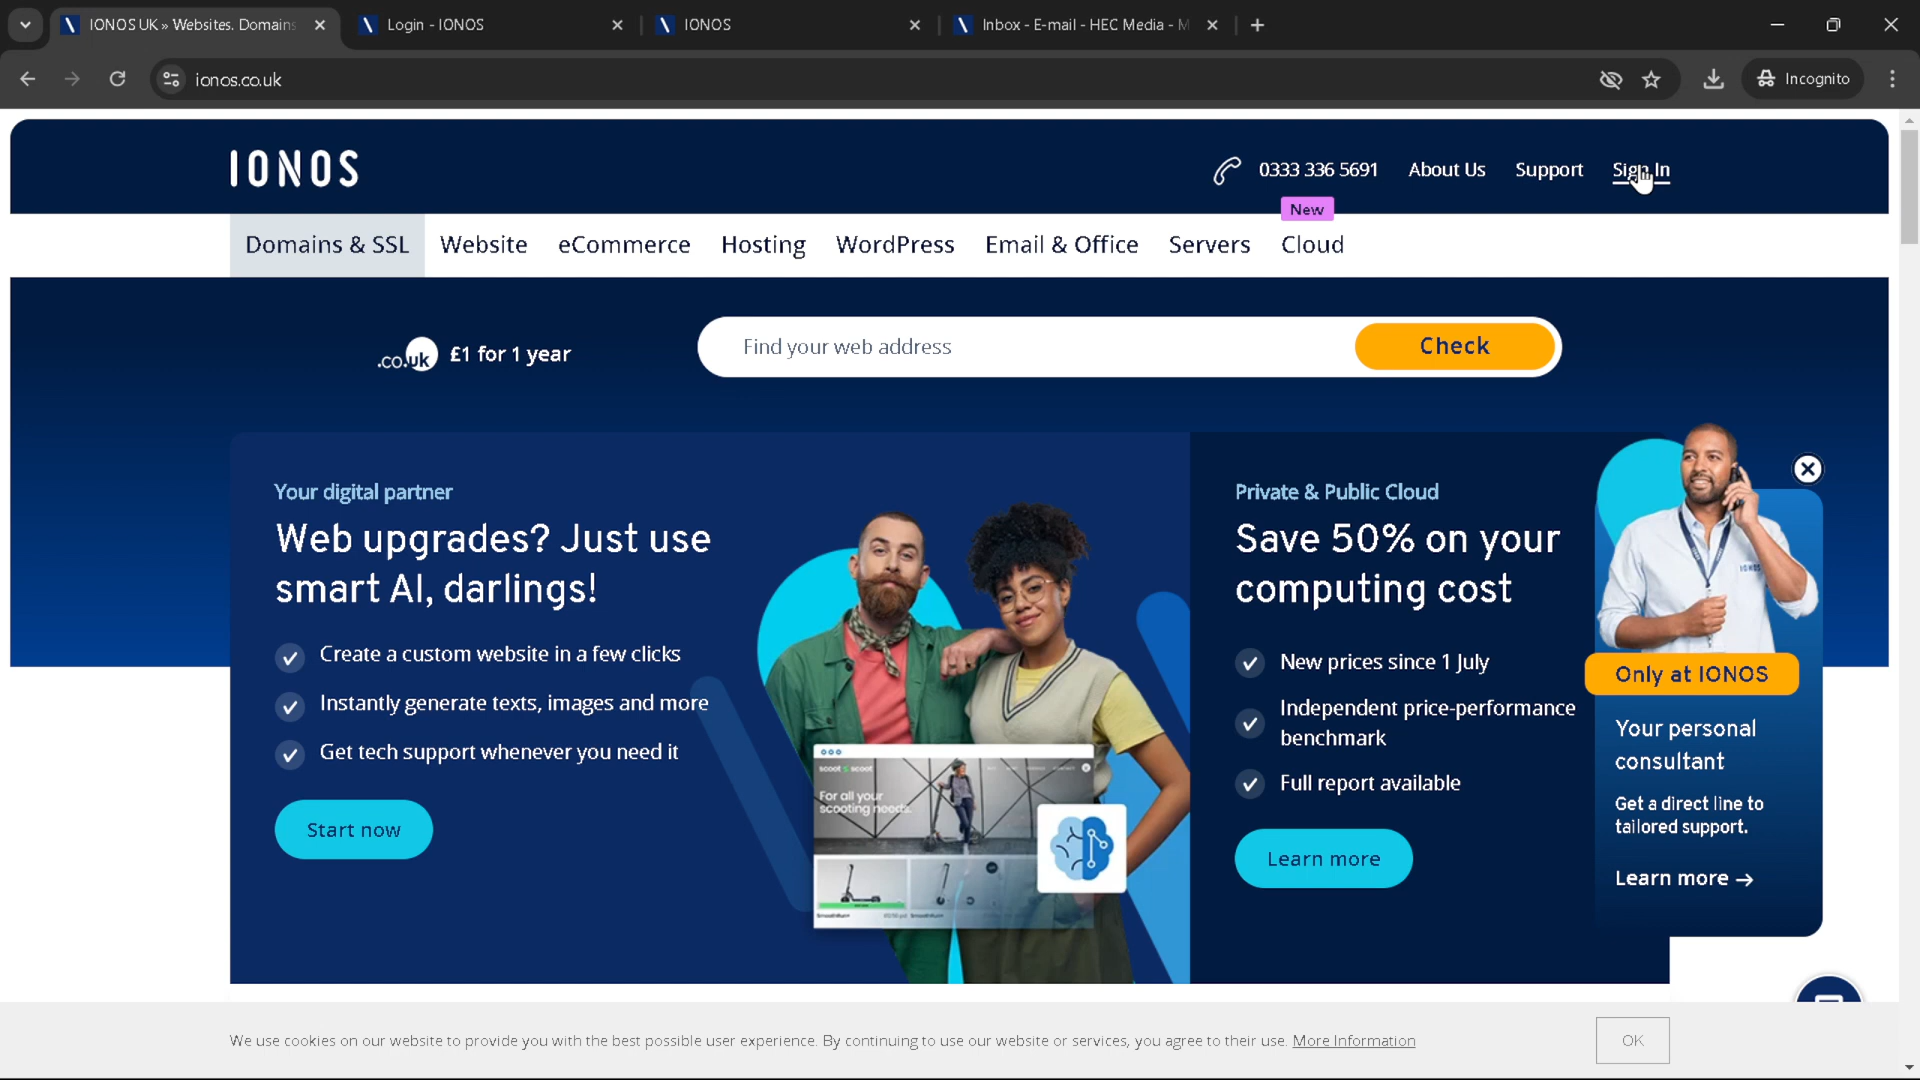 IONOS UK » Websites. Domains
Login - IONOS
IONOS
Inbox - E-mail - HEC Media - M
ionos.co.uk
Incognito
IONOS
0333 336 5691
About Us
Support
Sign In
New
Domains & SSL
Website
eCommerce
Hosting
WordPress
Email & Office
Servers
Cloud
.co.uk
£1 for 1 year
Find your web address
Check
Your digital partner
Web upgrades? Just use
smart AI, darlings!
Create a custom website in a few clicks
Instantly generate texts, images and more
Get tech support whenever you need it
Start now
scoot scoot
For all your
scooting needs.
Private & Public Cloud
Save 50% on your
computing cost
New prices since 1 July
Independent price-performance
benchmark
Full report available
Learn more
IONOS
Only at IONOS
Your personal
consultant
Get a direct line to
tailored support.
Learn more →
We use cookies on our website to provide you with the best possible user experience. By continuing to use our website or services, you agree to their use. More Information
OK